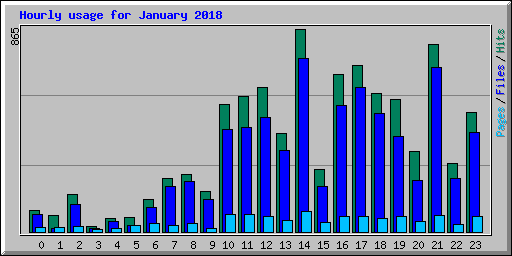 Hourly usage for January 2018
865
Pages/Files/Hits
0 1 2 3 4 5 6 7 8 9 10 11 12 13 14 15 16 17 18 19 20 21 22 23